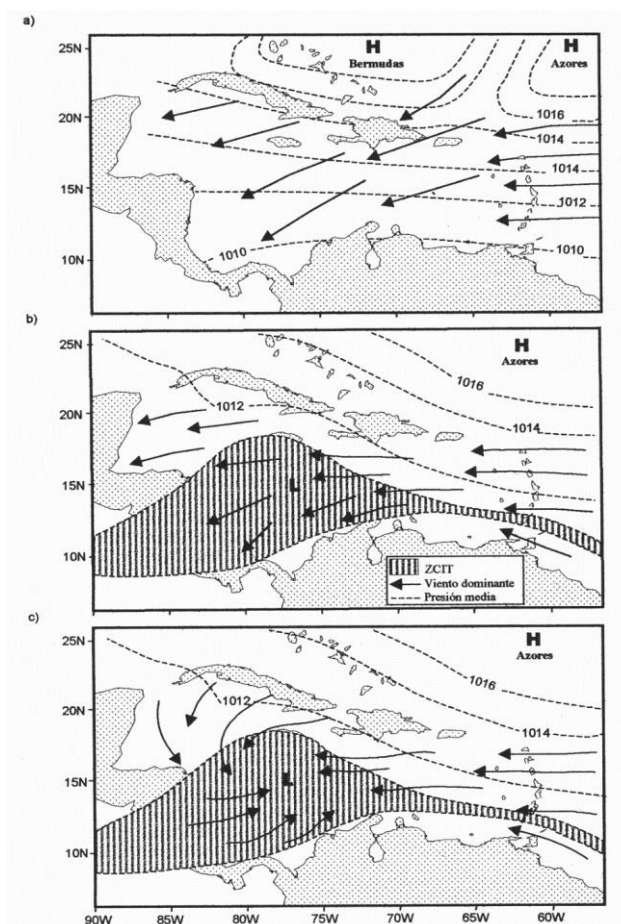 a)
25N
20N
15N
10N
H
Bermudas
H
Azores
1016
1014
1014
1012
1010
1010
b)
25N
20N
15N
10N
H
Azores
1016
1014
1012
L
ZCIT
Viento dominante
Presión media
c)
25N
20N
15N
10N
H
Azores
1016
1014
1012
L
90W 85W 80W 75W 70W 65W 60W